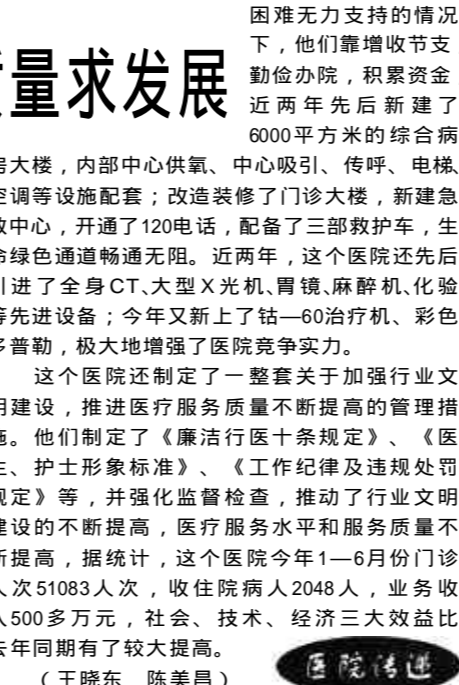 量求发展
困难无力支持的情况
下，他们靠增收节支
勤俭办院，积累资金
近两年先后新建了
6000平方米的综合病
房大楼，内部中心供氧、中心吸引、传呼、电梯、
空调等设施配套；改造装修了门诊大楼，新建急
救中心，开通了120电话，配备了三部救护车，生
命绿色通道畅通无阻。近两年，这个医院还先后
引进了全身CT、大型X光机、胃镜、麻醉机、化验
等先进设备；今年又新上了钴—60治疗机、彩色
多普勒，极大地增强了医院竞争实力。
这个医院还制定了一整套关于加强行业文
明建设，推进医疗服务质量不断提高的管理措
施。他们制定了《廉洁行医十条规定》、《医
生、护士形象标准》、《工作纪律及违规处罚
规定》等，并强化监督检查，推动了行业文明
建设的不断提高，医疗服务水平和服务质量不
断提高，据统计，这个医院今年1—6月份门诊
人次51083人次，收住院病人2048人，业务收
入500多万元，社会、技术、经济三大效益比
去年同期有了较大提高。
（王晓东　陈美昌）
医院传递